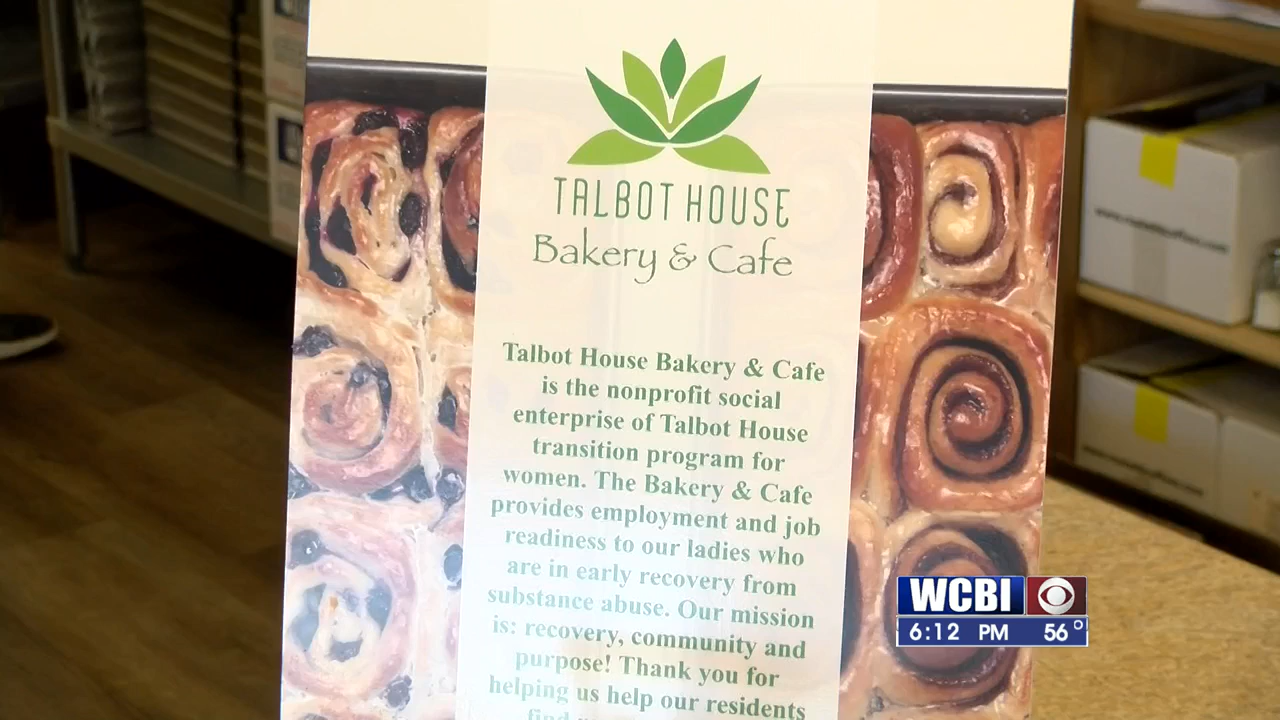 TALBOT HOUSE
Bakery & Cafe
Talbot House Bakery & Cafe
is the nonprofit social
enterprise of Talbot House
transition program for
women. The Bakery & Cafe
provides employment and job
readiness to our ladies who
are in early recovery from
substance abuse. Our mission
is: recovery, community and
purpose! Thank you for
helping us help our residents
find
WCBI
6:12 PM 56°